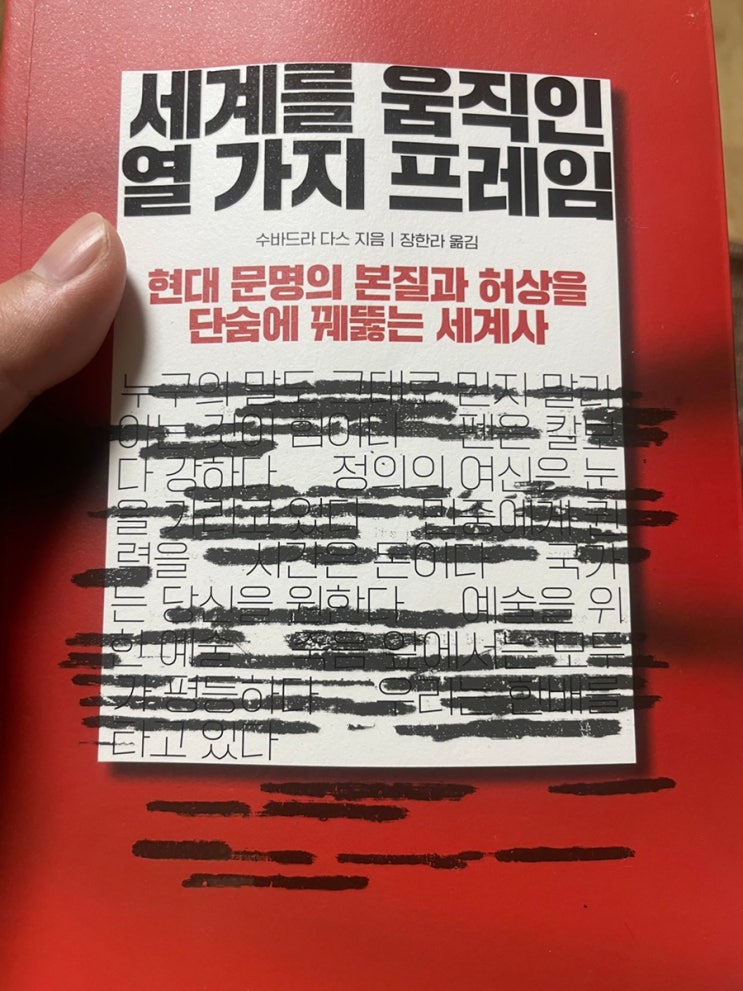 세계를 움직인
열 가지 프레임
수바드라 다스 지음 | 장한라 옮김
현대 문명의 본질과 허상을
단숨에 꿰뚫는 세계사
누구의 말도 그대로 믿지 말라
아는 것이 힘이다 펜은 칼보
다 강하다 정의의 여신은 눈
을 가리고 있다 민중에게 권
력을 시간은 돈이다 국가
는 당신을 원한다 예술을 위
한 예술 죽음 앞에서는 모두
가 평등하다 우리는 한배를
타고 있다